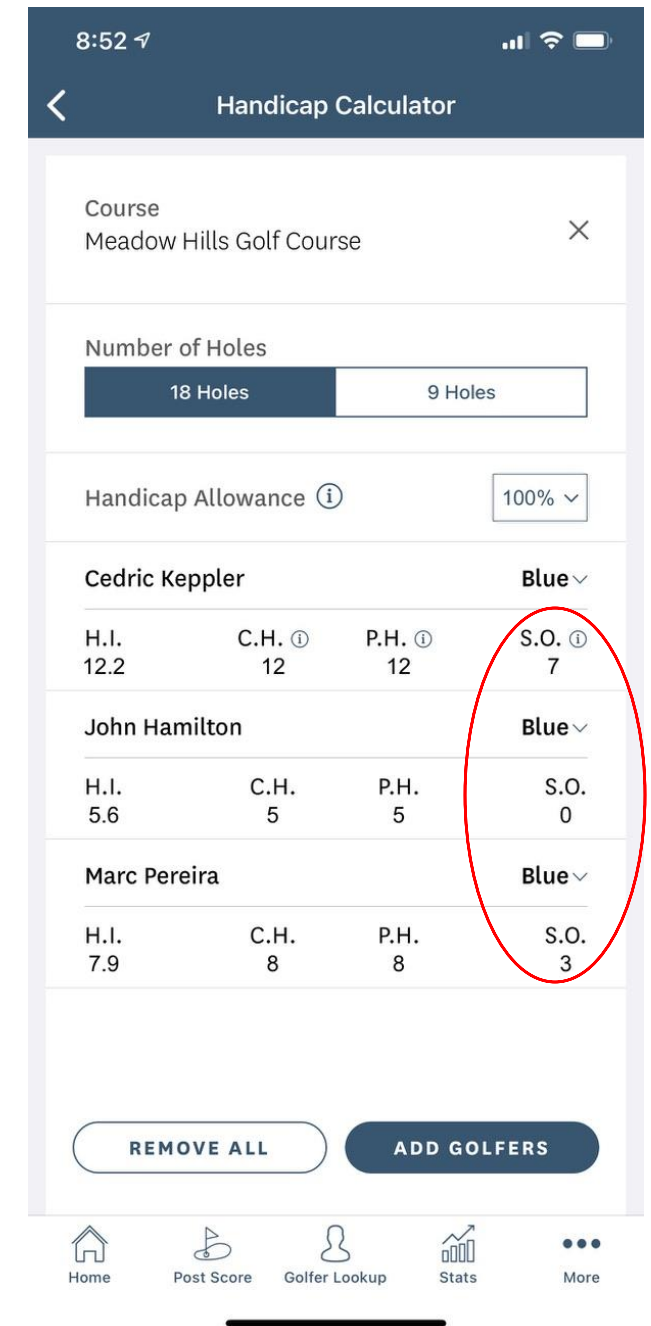 8:52
Handicap Calculator
Course
Meadow Hills Golf Course
Number of Holes
18 Holes 9 Holes
Handicap Allowance 100%
Cedric Keppler Blue
H.I. C.H. P.H. S.O.
12.2 12 12 7
John Hamilton Blue
H.I. C.H. P.H. S.O.
5.6 5 5 0
Marc Pereira Blue
H.I. C.H. P.H. S.O.
7.9 8 8 3
REMOVE ALL ADD GOLFERS
Home Post Score Golfer Lookup Stats More